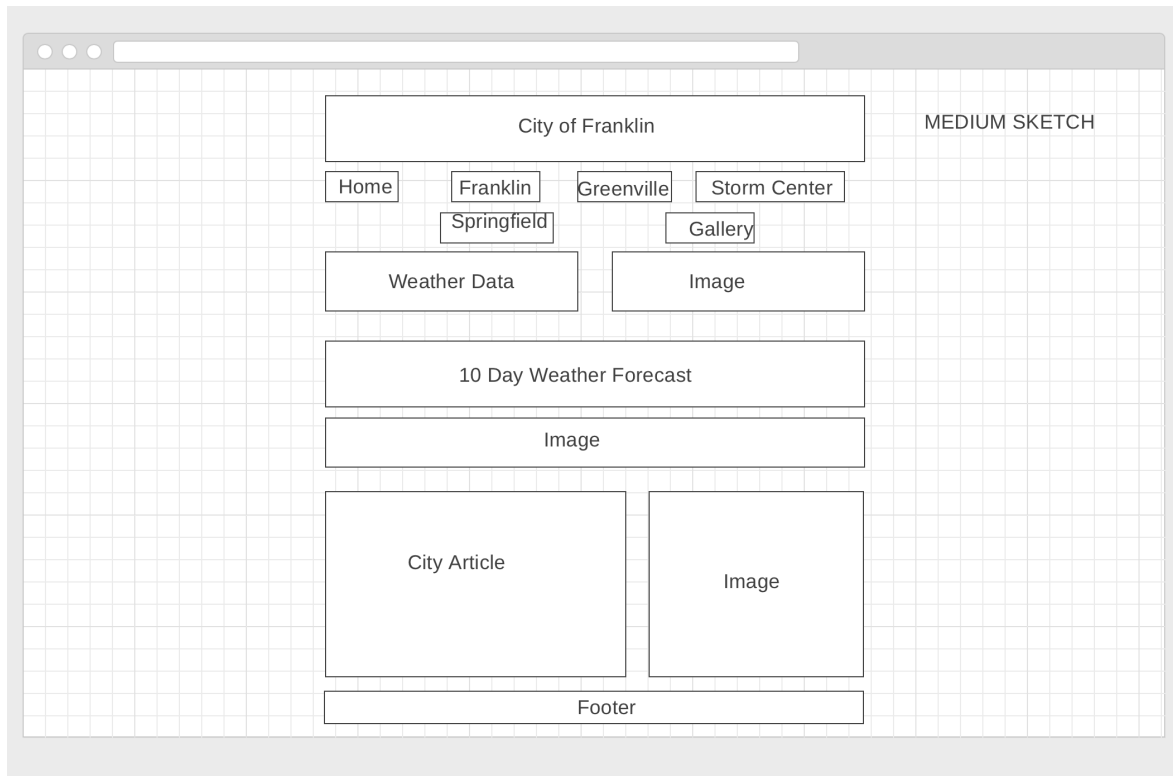 City of Franklin
MEDIUM SKETCH
Home
Franklin
Greenville
Storm Center
Springfield
Gallery
Weather Data
Image
10 Day Weather Forecast
Image
City Article
Image
Footer